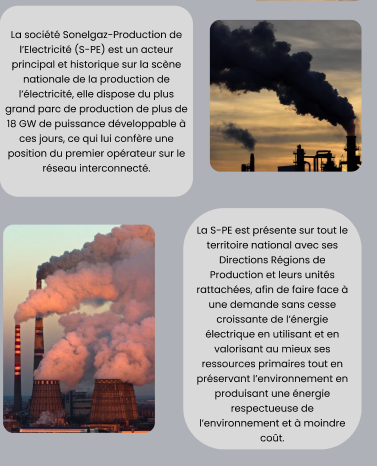 La société Sonelgaz-Production de
l'Electricité (S-PE) est un acteur
principal et historique sur la scène
nationale de la production de
l'électricité, elle dispose du plus
grand parc de production de plus de
18 GW de puissance développable à
ces jours, ce qui lui confère une
position du premier opérateur sur le
réseau interconnecté.
La S-PE est présente sur tout le
territoire national avec ses
Directions Régions de
Production et leurs unités
rattachées, afin de faire face à
une demande sans cesse
croissante de l'énergie
électrique en utilisant et en
valorisant au mieux ses
ressources primaires tout en
préservant l'environnement en
produisant une énergie
respectueuse de
l'environnement et à moindre
coût.